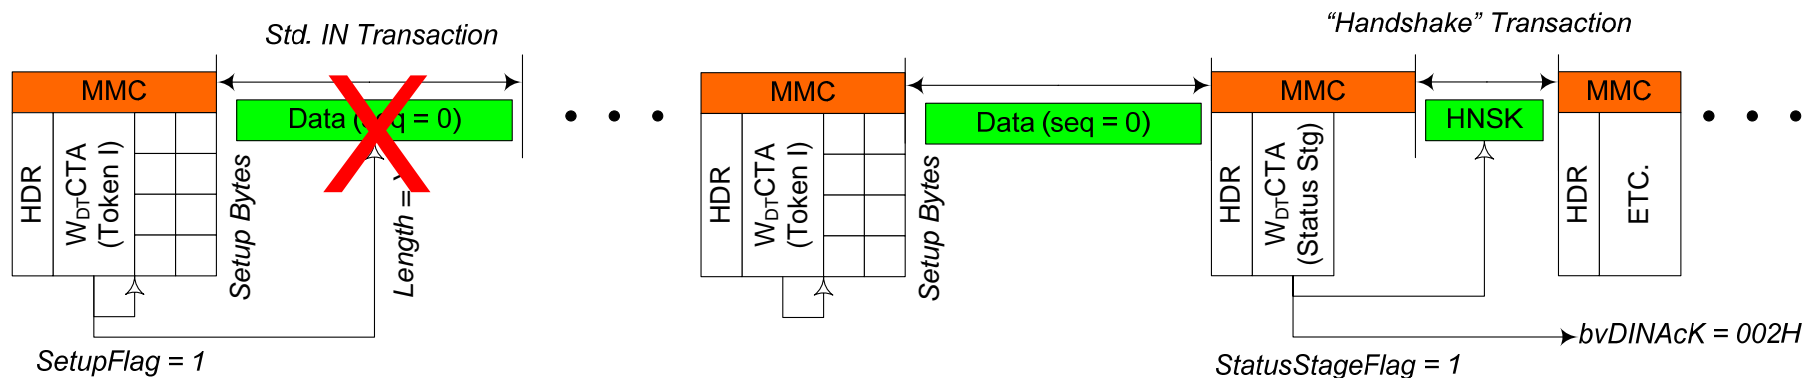 Std. IN Transaction
“Handshake” Transaction
MMC
Data (seq = 0)
HDR
WDTCTA
(Token I)
Setup Bytes
Length =
SetupFlag = 1
• • •
MMC
Data (seq = 0)
HDR
WDTCTA
(Token I)
Setup Bytes
MMC
HNSK
HDR
WDTCTA
(Status Stg)
StatusStageFlag = 1
bvDINAcK = 002H
MMC
HDR
ETC.
• • •